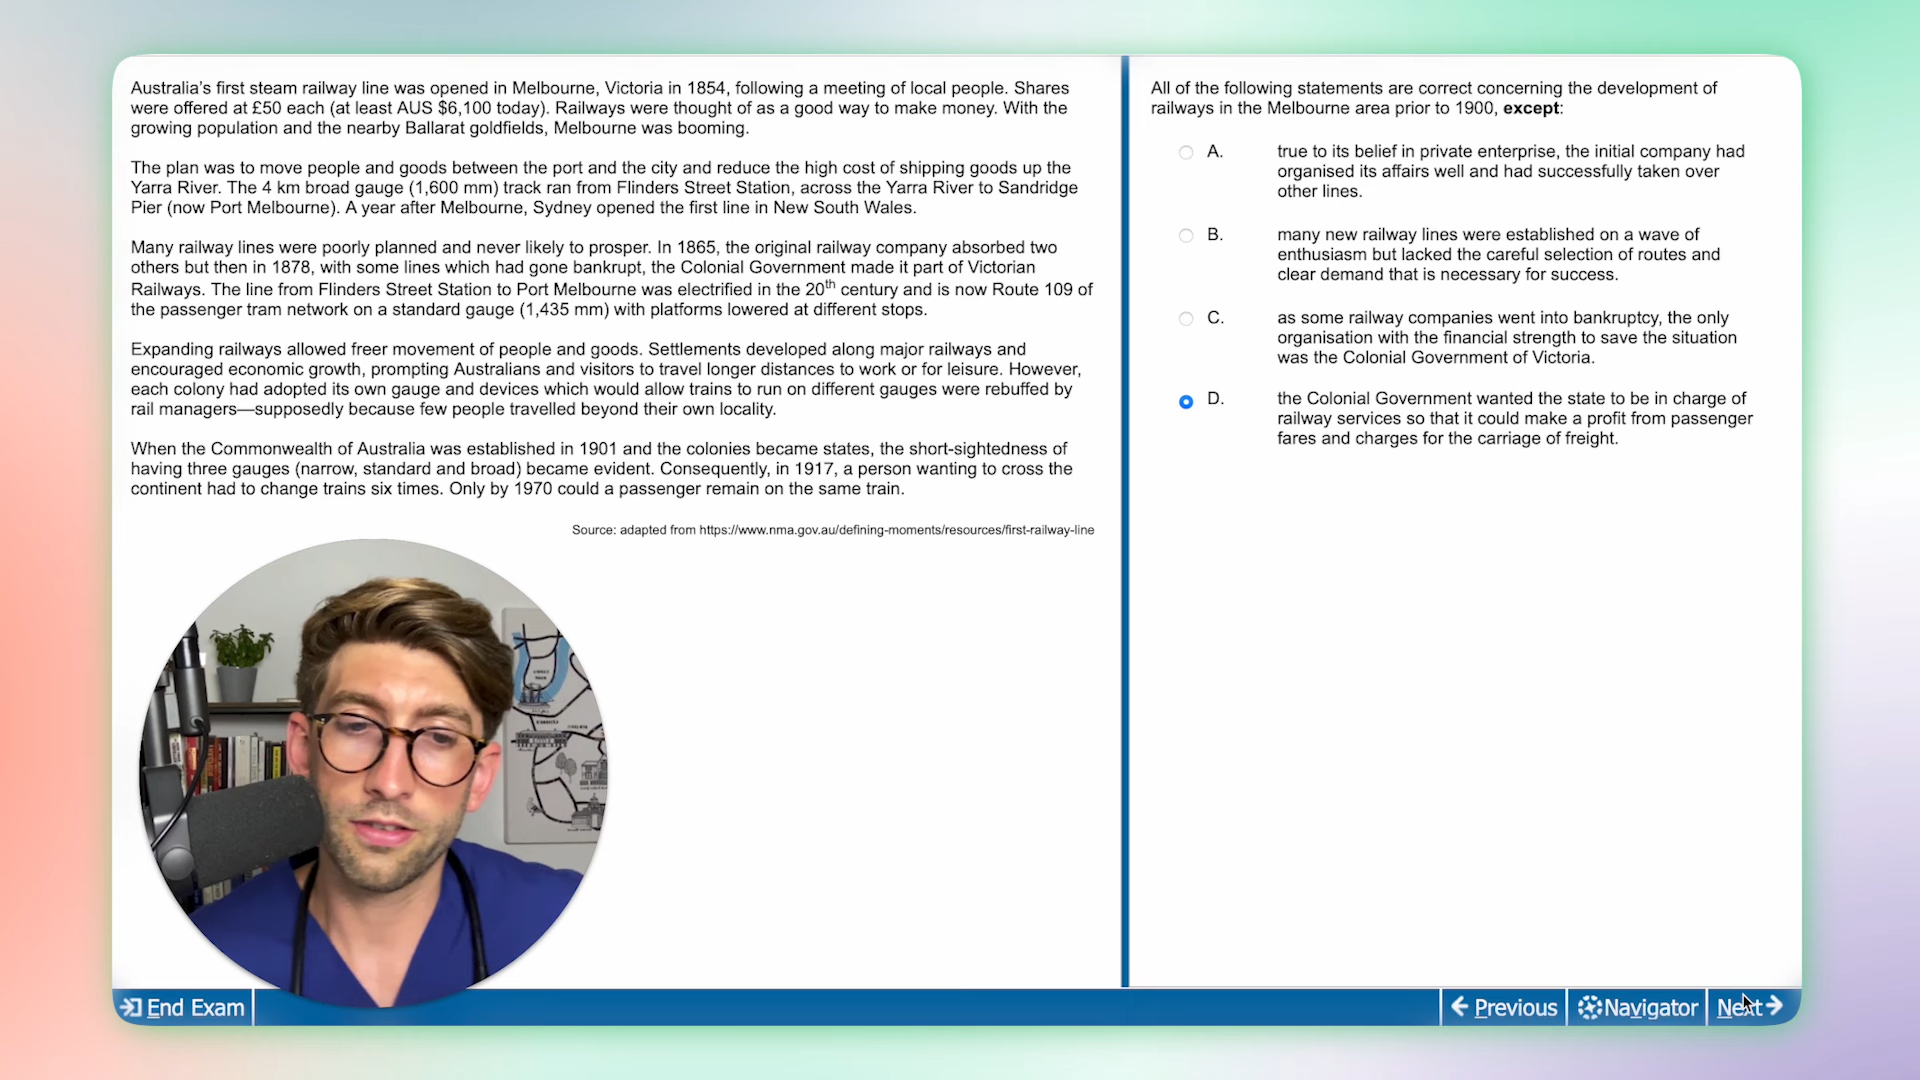 Australia's first steam railway line was opened in Melbourne, Victoria in 1854, following a meeting of local people. Shares
were offered at £50 each (at least AUS $6,100 today). Railways were thought of as a good way to make money. With the
growing population and the nearby Ballarat goldfields, Melbourne was booming.
The plan was to move people and goods between the port and the city and reduce the high cost of shipping goods up the
Yarra River. The 4 km broad gauge (1,600 mm) track ran from Flinders Street Station, across the Yarra River to Sandridge
Pier (now Port Melbourne). A year after Melbourne, Sydney opened the first line in New South Wales.
Many railway lines were poorly planned and never likely to prosper. In 1865, the original railway company absorbed two
others but then in 1878, with some lines which had gone bankrupt, the Colonial Government made it part of Victorian
Railways. The line from Flinders Street Station to Port Melbourne was electrified in the 20th century and is now Route 109 of
the passenger tram network on a standard gauge (1,435 mm) with platforms lowered at different stops.
Expanding railways allowed freer movement of people and goods. Settlements developed along major railways and
encouraged economic growth, prompting Australians and visitors to travel longer distances to work or for leisure. However,
each colony had adopted its own gauge and devices which would allow trains to run on different gauges were rebuffed by
rail managers—supposedly because few people travelled beyond their own locality.
When the Commonwealth of Australia was established in 1901 and the colonies became states, the short-sightedness of
having three gauges (narrow, standard and broad) became evident. Consequently, in 1917, a person wanting to cross the
continent had to change trains six times. Only by 1970 could a passenger remain on the same train.
Source: adapted from https://www.nma.gov.au/defining-moments/resources/first-railway-line
All of the following statements are correct concerning the development of
railways in the Melbourne area prior to 1900, except:
A. true to its belief in private enterprise, the initial company had
organised its affairs well and had successfully taken over
other lines.
B. many new railway lines were established on a wave of
enthusiasm but lacked the careful selection of routes and
clear demand that is necessary for success.
C. as some railway companies went into bankruptcy, the only
organisation with the financial strength to save the situation
was the Colonial Government of Victoria.
D. the Colonial Government wanted the state to be in charge of
railway services so that it could make a profit from passenger
fares and charges for the carriage of freight.
End Exam
Previous
Navigator
Next